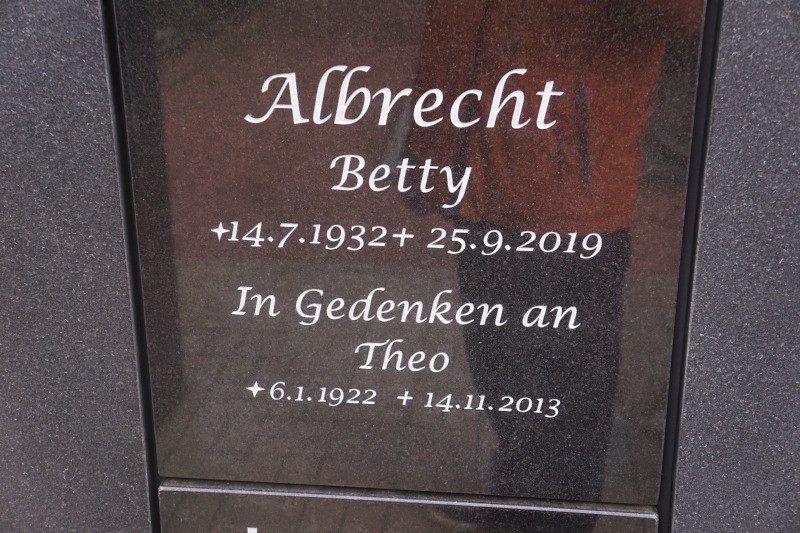 Albrecht
Betty
✦14.7.1932+ 25.9.2019
In Gedenken an
Theo
✦6.1.1922 + 14.11.2013